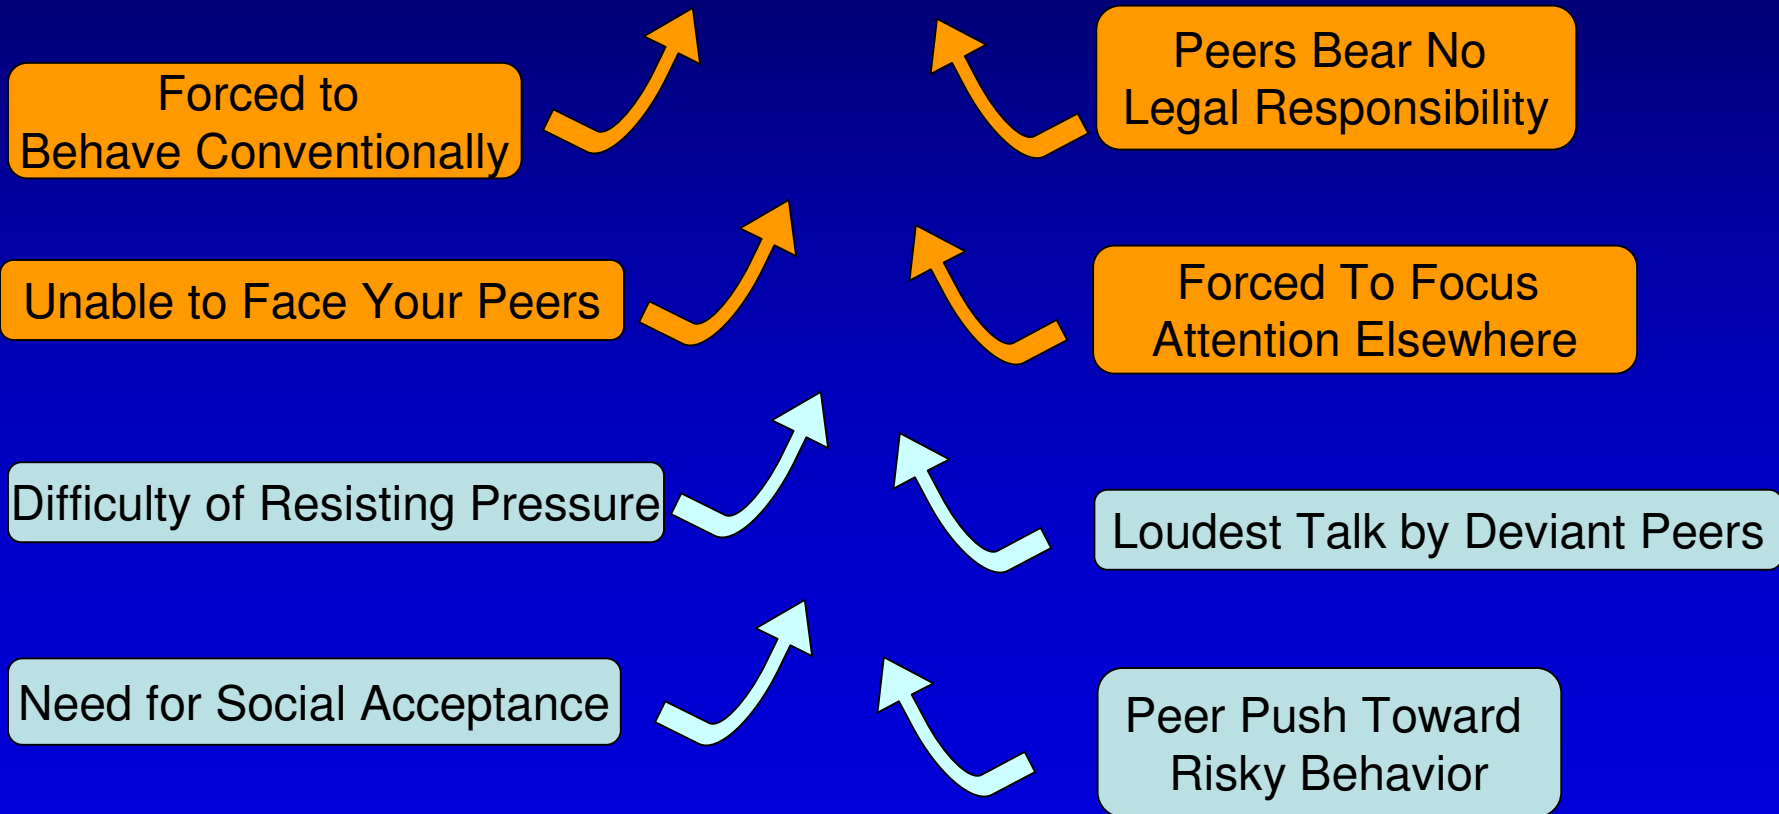 Forced to
Behave Conventionally
Peers Bear No
Legal Responsibility
Unable to Face Your Peers
Forced To Focus
Attention Elsewhere
Difficulty of Resisting Pressure
Loudest Talk by Deviant Peers
Need for Social Acceptance
Peer Push Toward
Risky Behavior